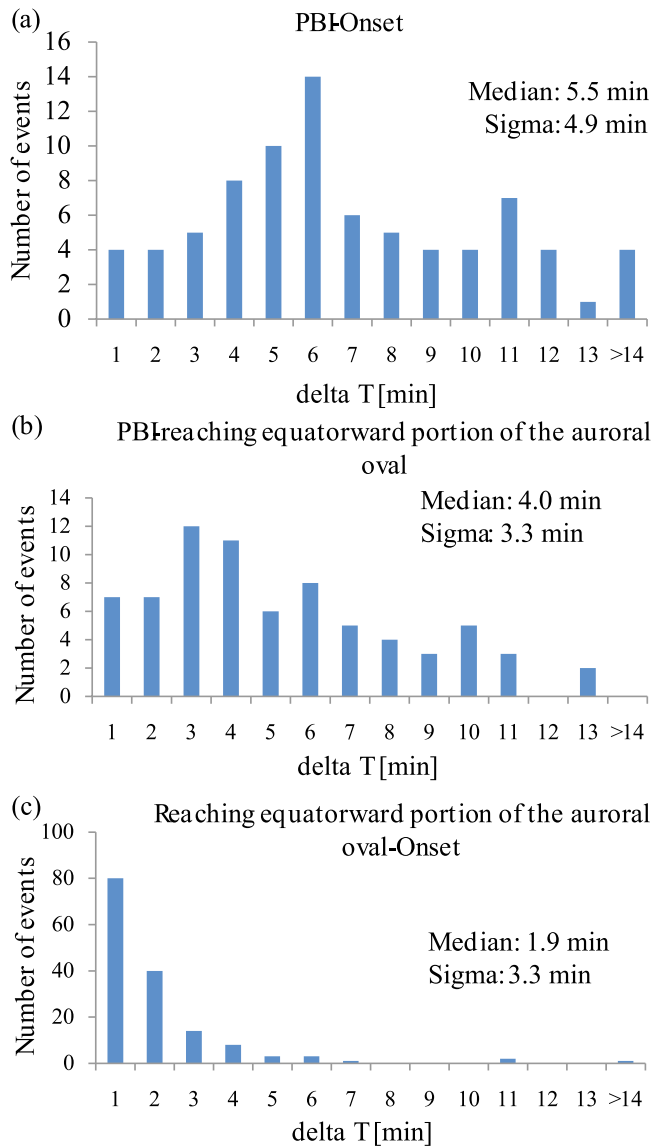 (a)
PBI-Onset
Number of events
16
14
12
10
8
6
4
2
0
Median: 5.5 min
Sigma: 4.9 min
1 2 3 4 5 6 7 8 9 10 11 12 13 >14
delta T [min]
(b)
PBI-reaching equatorward portion of the auroral
oval
Number of events
14
12
10
8
6
4
2
0
Median: 4.0 min
Sigma: 3.3 min
1 2 3 4 5 6 7 8 9 10 11 12 13 >14
delta T [min]
(c)
Reaching equatorward portion of the auroral
oval-Onset
Number of events
100
80
60
40
20
0
Median: 1.9 min
Sigma: 3.3 min
1 2 3 4 5 6 7 8 9 10 11 12 13 >14
delta T [min]